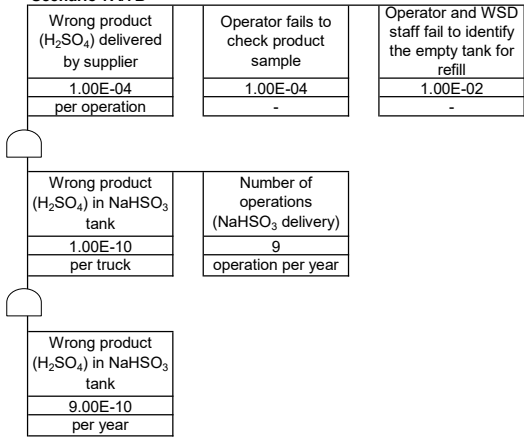 Wrong product
(H₂SO₄) delivered
by supplier
1.00E-04
per operation
Operator fails to
check product
sample
1.00E-04
-
Operator and WSD
staff fail to identify
the empty tank for
refill
1.00E-02
-
Wrong product
(H₂SO₄) in NaHSO₃
tank
1.00E-10
per truck
Number of
operations
(NaHSO₃ delivery)
9
operation per year
Wrong product
(H₂SO₄) in NaHSO₃
tank
9.00E-10
per year